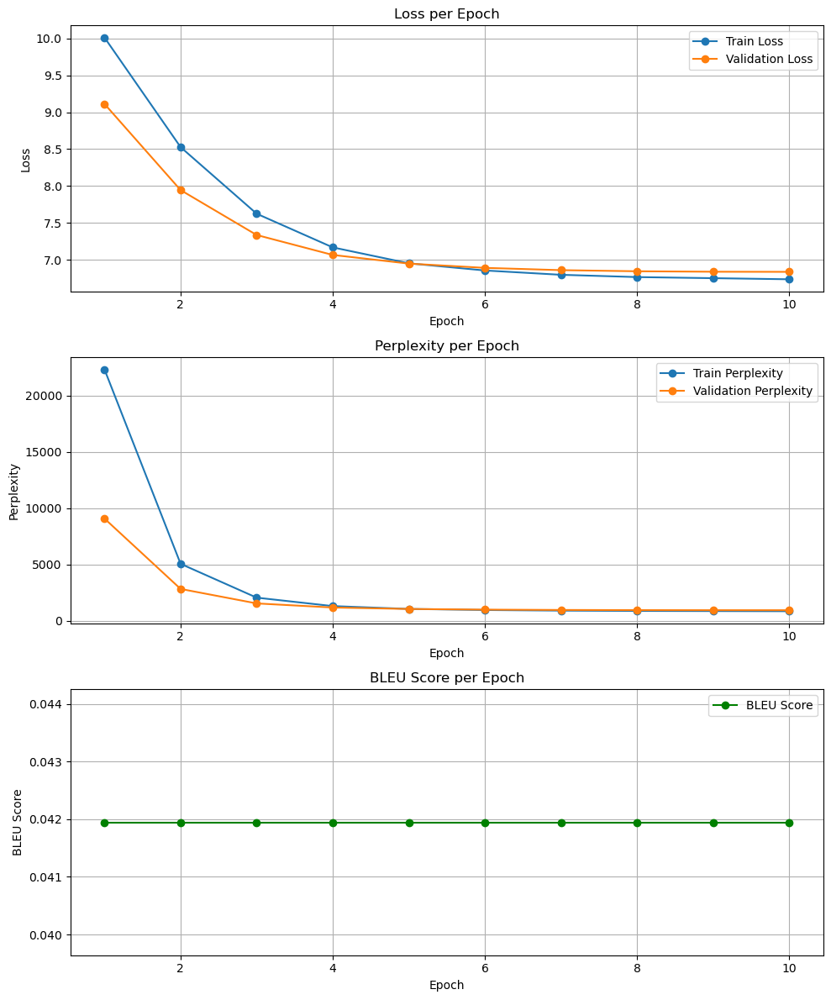 Loss per Epoch
Train Loss
Validation Loss
10.0
9.5
9.0
8.5
8.0
7.5
7.0
Loss
2 4 6 8 10
Epoch
Perplexity per Epoch
Train Perplexity
Validation Perplexity
20000
15000
10000
5000
0
Perplexity
2 4 6 8 10
Epoch
BLEU Score per Epoch
BLEU Score
0.044
0.043
0.042
0.041
0.040
BLEU Score
2 4 6 8 10
Epoch